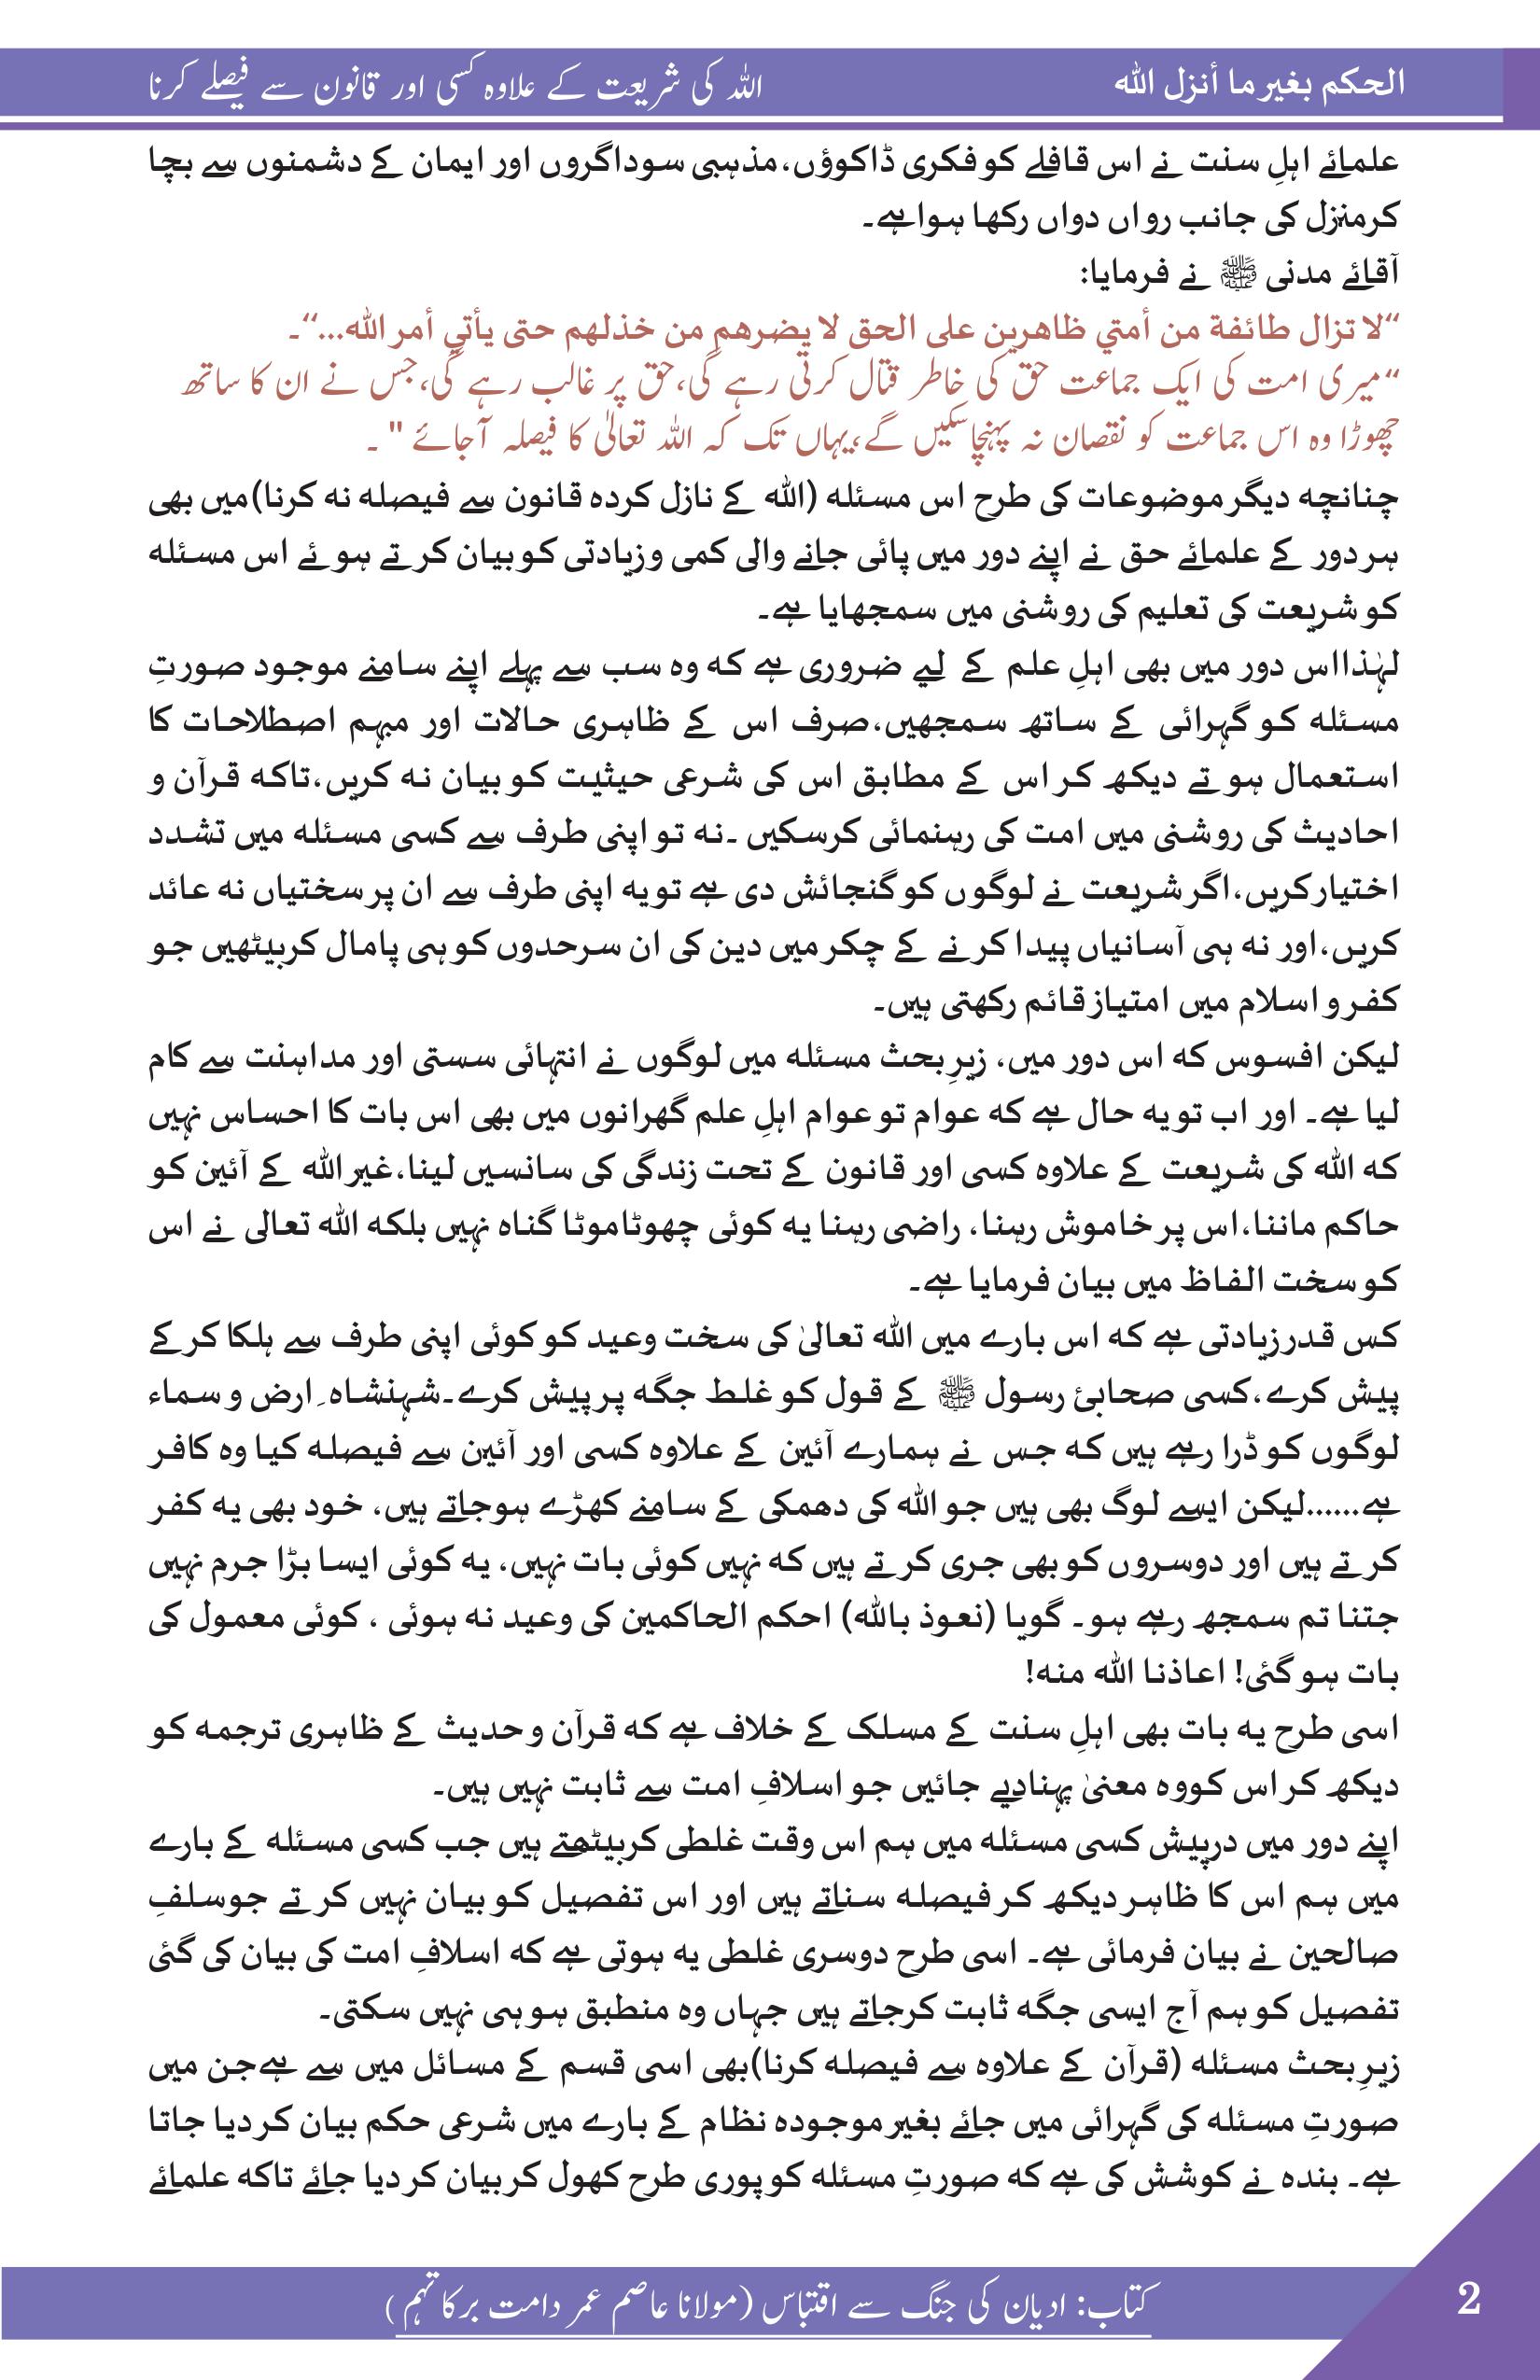 الحكم بغير ما أنزل الله
اللہ کی شریعت کے علاوہ کسی اور قانون سے فیصلے کرنا
علمائے اہلِ سنت نے اس قافلے کو فکری ڈاکوؤں، مذہبی سوداگروں اور ایمان کے دشمنوں سے بچا
کر منزل کی جانب رواں دواں رکھا ہوا ہے۔
آقائے مدنی ﷺ نے فرمایا:
“لا تزال طائفة من أمتي ظاهرين على الحق لا يضرهم من خذلهم حتى يأتي أمر الله...“۔
“میری امت کی ایک جماعت حق کی خاطر قتال کرتی رہے گی،حق پر غالب رہے گی،جس نے ان کا ساتھ
چھوڑا وہ اس جماعت کو نقصان نہ پہنچاسکیں گے،یہاں تک کہ اللہ تعالیٰ کا فیصلہ آجائے "۔
چنانچہ دیگر موضوعات کی طرح اس مسئلہ (اللہ کے نازل کردہ قانون سے فیصلہ نہ کرنا)میں بھی
ہر دور کے علمائے حق نے اپنے دور میں پائی جانے والی کمی و زیادتی کو بیان کرتے ہوئے اس مسئلہ
کو شریعت کی تعلیم کی روشنی میں سمجھایا ہے۔
لہٰذا اس دور میں بھی اہلِ علم کے لیے ضروری ہے کہ وہ سب سے پہلے اپنے سامنے موجود صورتِ
مسئلہ کو گہرائی کے ساتھ سمجھیں،صرف اس کے ظاہری حالات اور مبہم اصطلاحات کا
استعمال ہوتے دیکھ کر اس کے مطابق اس کی شرعی حیثیت کو بیان نہ کریں،تاکہ قرآن و
احادیث کی روشنی میں امت کی رہنمائی کرسکیں ۔نہ تو اپنی طرف سے کسی مسئلہ میں تشدد
اختیار کریں،اگر شریعت نے لوگوں کو گنجائش دی ہے تو یہ اپنی طرف سے ان پر سختیاں نہ عائد
کریں،اور نہ ہی آسانیاں پیدا کرنے کے چکر میں دین کی ان سرحدوں کو ہی پامال کربیٹھیں جو
کفر و اسلام میں امتیاز قائم رکھتی ہیں۔
لیکن افسوس کہ اس دور میں، زیرِ بحث مسئلہ میں لوگوں نے انتہائی سستی اور مداہنت سے کام
لیا ہے۔ اور اب تو یہ حال ہے کہ عوام تو عوام اہلِ علم گھرانوں میں بھی اس بات کا احساس نہیں
کہ اللہ کی شریعت کے علاوہ کسی اور قانون کے تحت زندگی کی سانسیں لینا،غیر اللہ کے آئین کو
حاکم ماننا،اس پر خاموش رہنا، راضی رہنا یہ کوئی چھوٹا موٹا گناہ نہیں بلکہ اللہ تعالی نے اس
کو سخت الفاظ میں بیان فرمایا ہے۔
کس قدر زیادتی ہے کہ اس بارے میں اللہ تعالیٰ کی سخت وعید کو کوئی اپنی طرف سے ہلکا کرکے
پیش کرے،کسی صحابئ رسول ﷺ کے قول کو غلط جگہ پر پیش کرے۔شہنشاہ ِارض و سماء
لوگوں کو ڈرا رہے ہیں کہ جس نے ہمارے آئین کے علاوہ کسی اور آئین سے فیصلہ کیا وہ کافر
ہے......لیکن ایسے لوگ بھی ہیں جو اللہ کی دھمکی کے سامنے کھڑے ہوجاتے ہیں، خود بھی یہ کفر
کرتے ہیں اور دوسروں کو بھی جری کرتے ہیں کہ نہیں کوئی بات نہیں، یہ کوئی ایسا بڑا جرم نہیں
جتنا تم سمجھ رہے ہو۔ گویا (نعوذ باللہ) احکم الحاکمین کی وعید نہ ہوئی ، کوئی معمول کی
بات ہوگئی! اعاذنا اللہ منہ!
اسی طرح یہ بات بھی اہلِ سنت کے مسلک کے خلاف ہے کہ قرآن و حدیث کے ظاہری ترجمہ کو
دیکھ کر اس کو وہ معنیٰ پہنادیے جائیں جو اسلافِ امت سے ثابت نہیں ہیں۔
اپنے دور میں درپیش کسی مسئلہ میں ہم اس وقت غلطی کربیٹھتے ہیں جب کسی مسئلہ کے بارے
میں ہم اس کا ظاہر دیکھ کر فیصلہ سناتے ہیں اور اس تفصیل کو بیان نہیں کرتے جو سلفِ
صالحین نے بیان فرمائی ہے۔ اسی طرح دوسری غلطی یہ ہوتی ہے کہ اسلافِ امت کی بیان کی گئی
تفصیل کو ہم آج ایسی جگہ ثابت کرجاتے ہیں جہاں وہ منطبق ہو ہی نہیں سکتی۔
زیرِ بحث مسئلہ (قرآن کے علاوہ سے فیصلہ کرنا)بھی اسی قسم کے مسائل میں سے ہے جن میں
صورتِ مسئلہ کی گہرائی میں جائے بغیر موجودہ نظام کے بارے میں شرعی حکم بیان کردیا جاتا
ہے۔ بندہ نے کوشش کی ہے کہ صورتِ مسئلہ کو پوری طرح کھول کر بیان کر دیا جائے تاکہ علمائے
کتاب: ادیان کی جنگ سے اقتباس (مولانا عاصم عمر دامت برکاتہم)
2